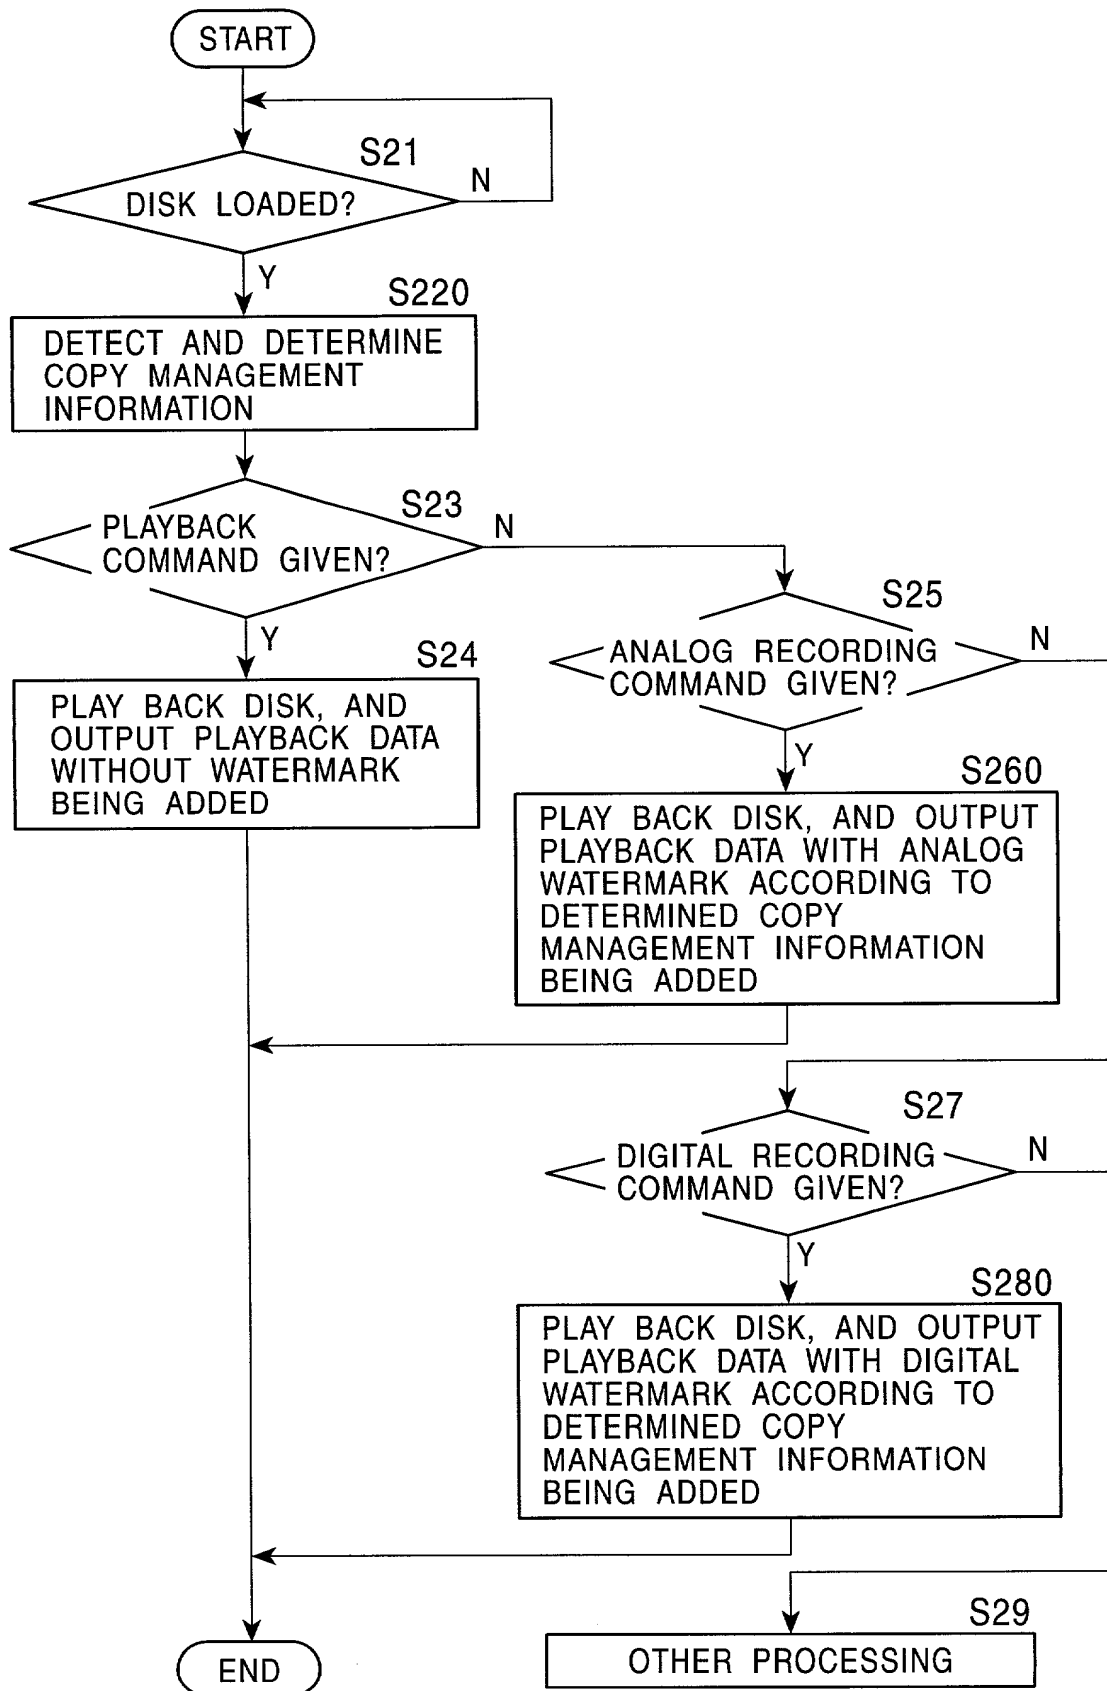 START
S21
DISK LOADED?
N
Y
S220
DETECT AND DETERMINE
COPY MANAGEMENT
INFORMATION
S23
PLAYBACK
COMMAND GIVEN?
N
Y
S24
PLAY BACK DISK, AND
OUTPUT PLAYBACK DATA
WITHOUT WATERMARK
BEING ADDED
S25
ANALOG RECORDING
COMMAND GIVEN?
N
Y
S260
PLAY BACK DISK, AND OUTPUT
PLAYBACK DATA WITH ANALOG
WATERMARK ACCORDING TO
DETERMINED COPY
MANAGEMENT INFORMATION
BEING ADDED
S27
DIGITAL RECORDING
COMMAND GIVEN?
N
Y
S280
PLAY BACK DISK, AND OUTPUT
PLAYBACK DATA WITH DIGITAL
WATERMARK ACCORDING TO
DETERMINED COPY
MANAGEMENT INFORMATION
BEING ADDED
S29
OTHER PROCESSING
END